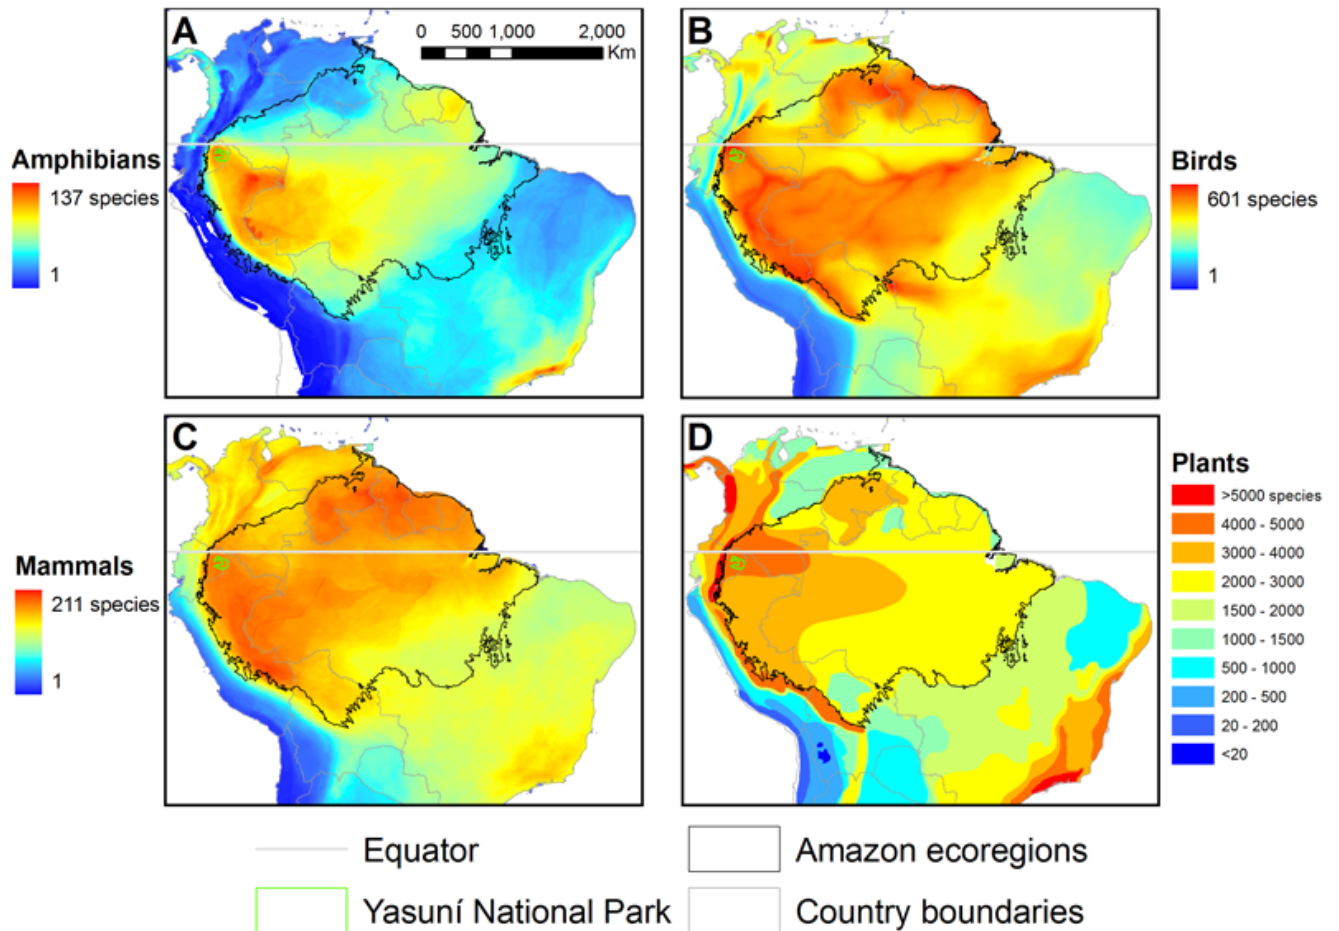 A
0 500 1,000 2,000
Km
B
Amphibians
137 species
1
Birds
601 species
1
C
D
Mammals
211 species
1
Plants
>5000 species
4000 - 5000
3000 - 4000
2000 - 3000
1500 - 2000
1000 - 1500
500 - 1000
200 - 500
20 - 200
<20
Equator
Amazon ecoregions
Yasuní National Park
Country boundaries